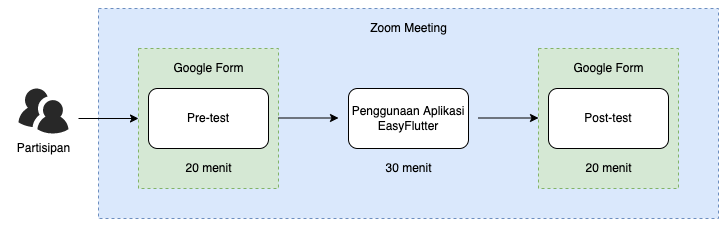 Zoom Meeting
Google Form
Pre-test
20 menit
Penggunaan Aplikasi
EasyFlutter
30 menit
Google Form
Post-test
20 menit
Partisipan